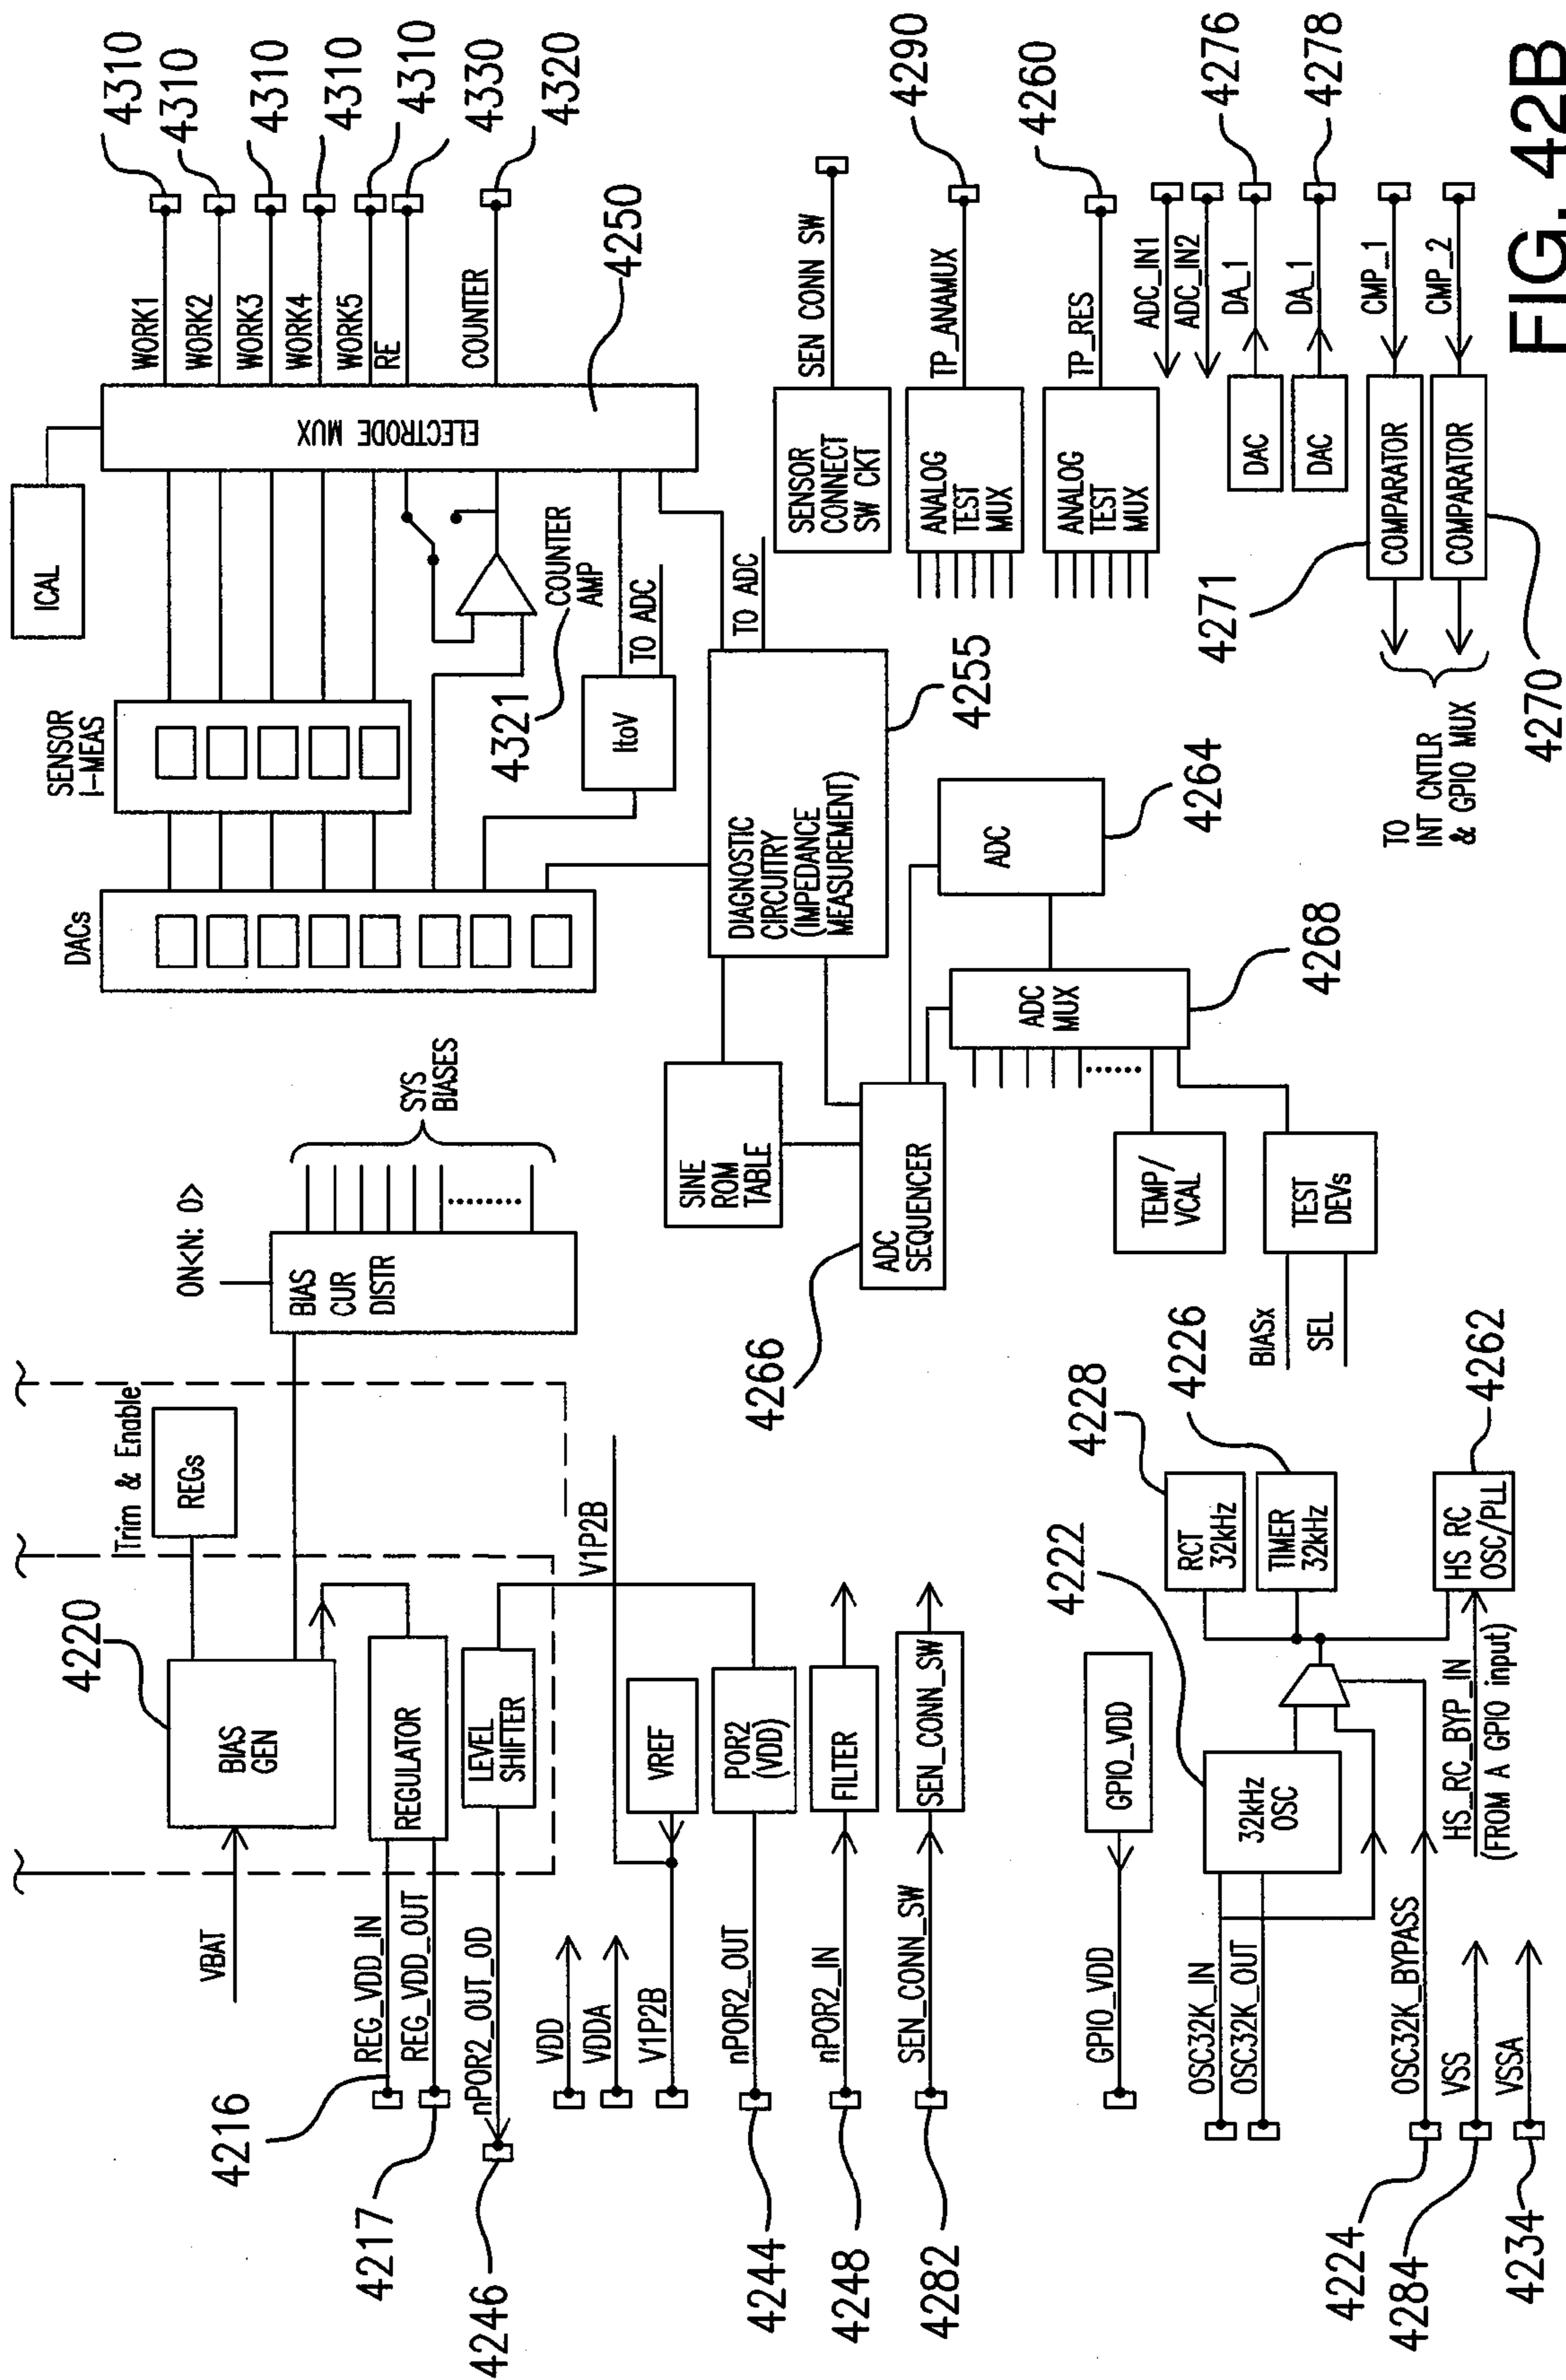 VBAT
4220
BIAS
GEN
Trim & Enable
REGs
ON<N: 0>
BIAS
CUR
DISTR
SYS
BIASES
4216
REG_VDD_IN
REG_VDD_OUT
4217
REGULATOR
nPOR2_OUT_OD
4246
LEVEL
SHIFTER
VDD
VDDA
V1P2B
VREF
V1P2B
nPOR2_OUT
4244
POR2
(VDD)
nPOR2_IN
4248
FILTER
SEN_CONN_SW
4282
SEN_CONN_SW
GPIO_VDD
GPIO_VDD
OSC32K_IN
OSC32K_OUT
4222
32kHz
OSC
4228
RCT
32kHz
4226
TIMER
32kHz
4262
HS RC
OSC/PLL
OSC32K_BYPASS
4224
HS_RC_BYP_IN
(FROM A GPIO input)
VSS
4284
VSSA
4234
DACs
SENSOR
I-MEAS
ICAL
ELECTRODE MUX
WORK1
WORK2
WORK3
WORK4
WORK5
RE
COUNTER
4310
4310
4310
4310
4310
4330
4320
4250
COUNTER
AMP
4321
ItoV
TO ADC
TO ADC
DIAGNOSTIC
CIRCUITRY
(IMPEDANCE
MEASUREMENT)
4255
SINE
ROM
TABLE
ADC
SEQUENCER
4266
ADC
4264
ADC
MUX
4268
TEMP/
VCAL
TEST
DEVs
BIASx
SEL
SENSOR
CONNECT
SW CKT
SEN CONN SW
ANALOG
TEST
MUX
TP_ANAMUX
4290
ANALOG
TEST
MUX
TP_RES
4260
ADC_IN1
ADC_IN2
DAC
DA_1
4276
DAC
DA_1
4278
COMPARATOR
CMP_1
4271
COMPARATOR
CMP_2
4270
TO
INT CNTLR
& GPIO MUX
FIG. 42B